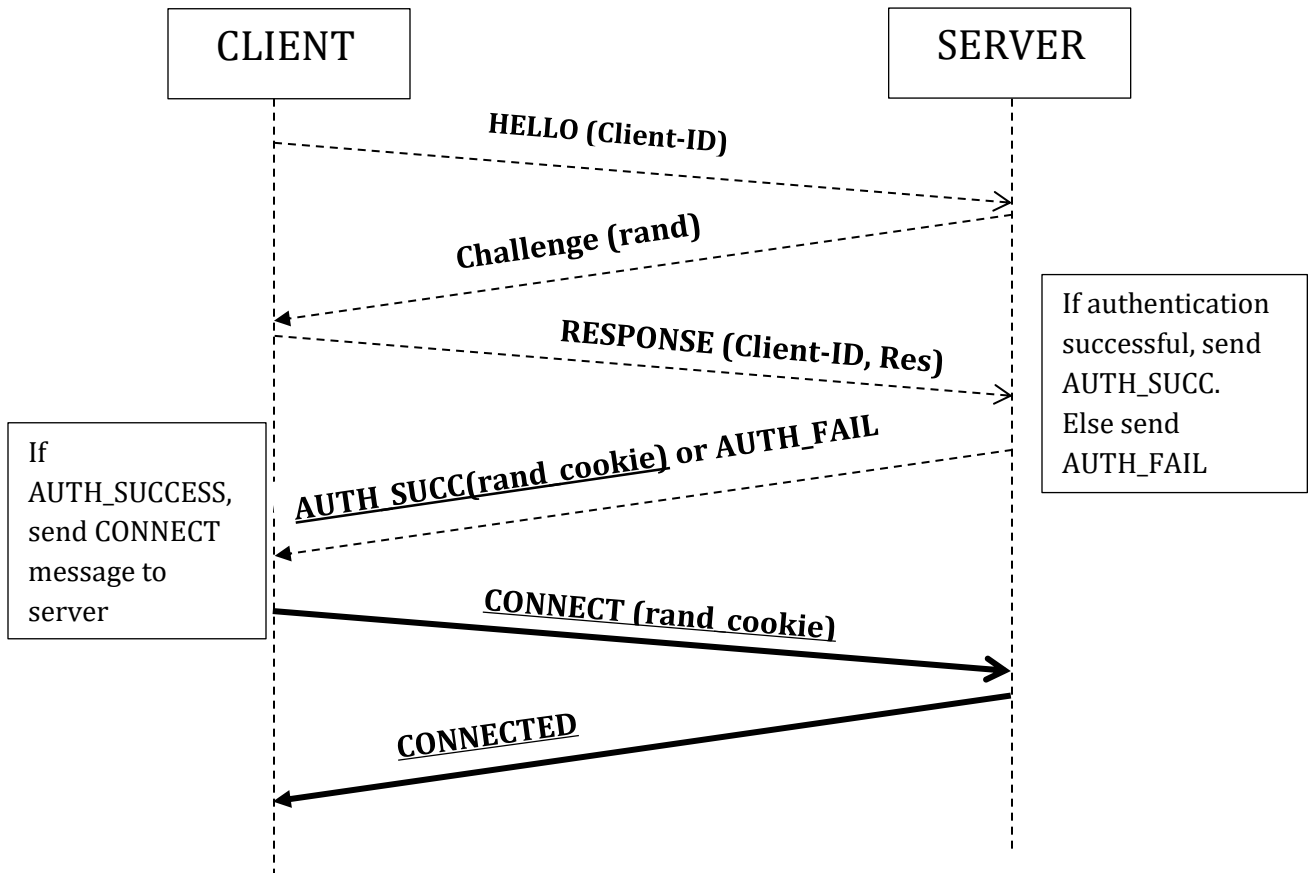 CLIENT
SERVER
HELLO (Client-ID)
Challenge (rand)
RESPONSE (Client-ID, Res)
If authentication
successful, send
AUTH_SUCC.
Else send
AUTH_FAIL
AUTH_SUCC(rand_cookie) or AUTH_FAIL
If
AUTH_SUCCESS,
send CONNECT
message to
server
CONNECT (rand_cookie)
CONNECTED